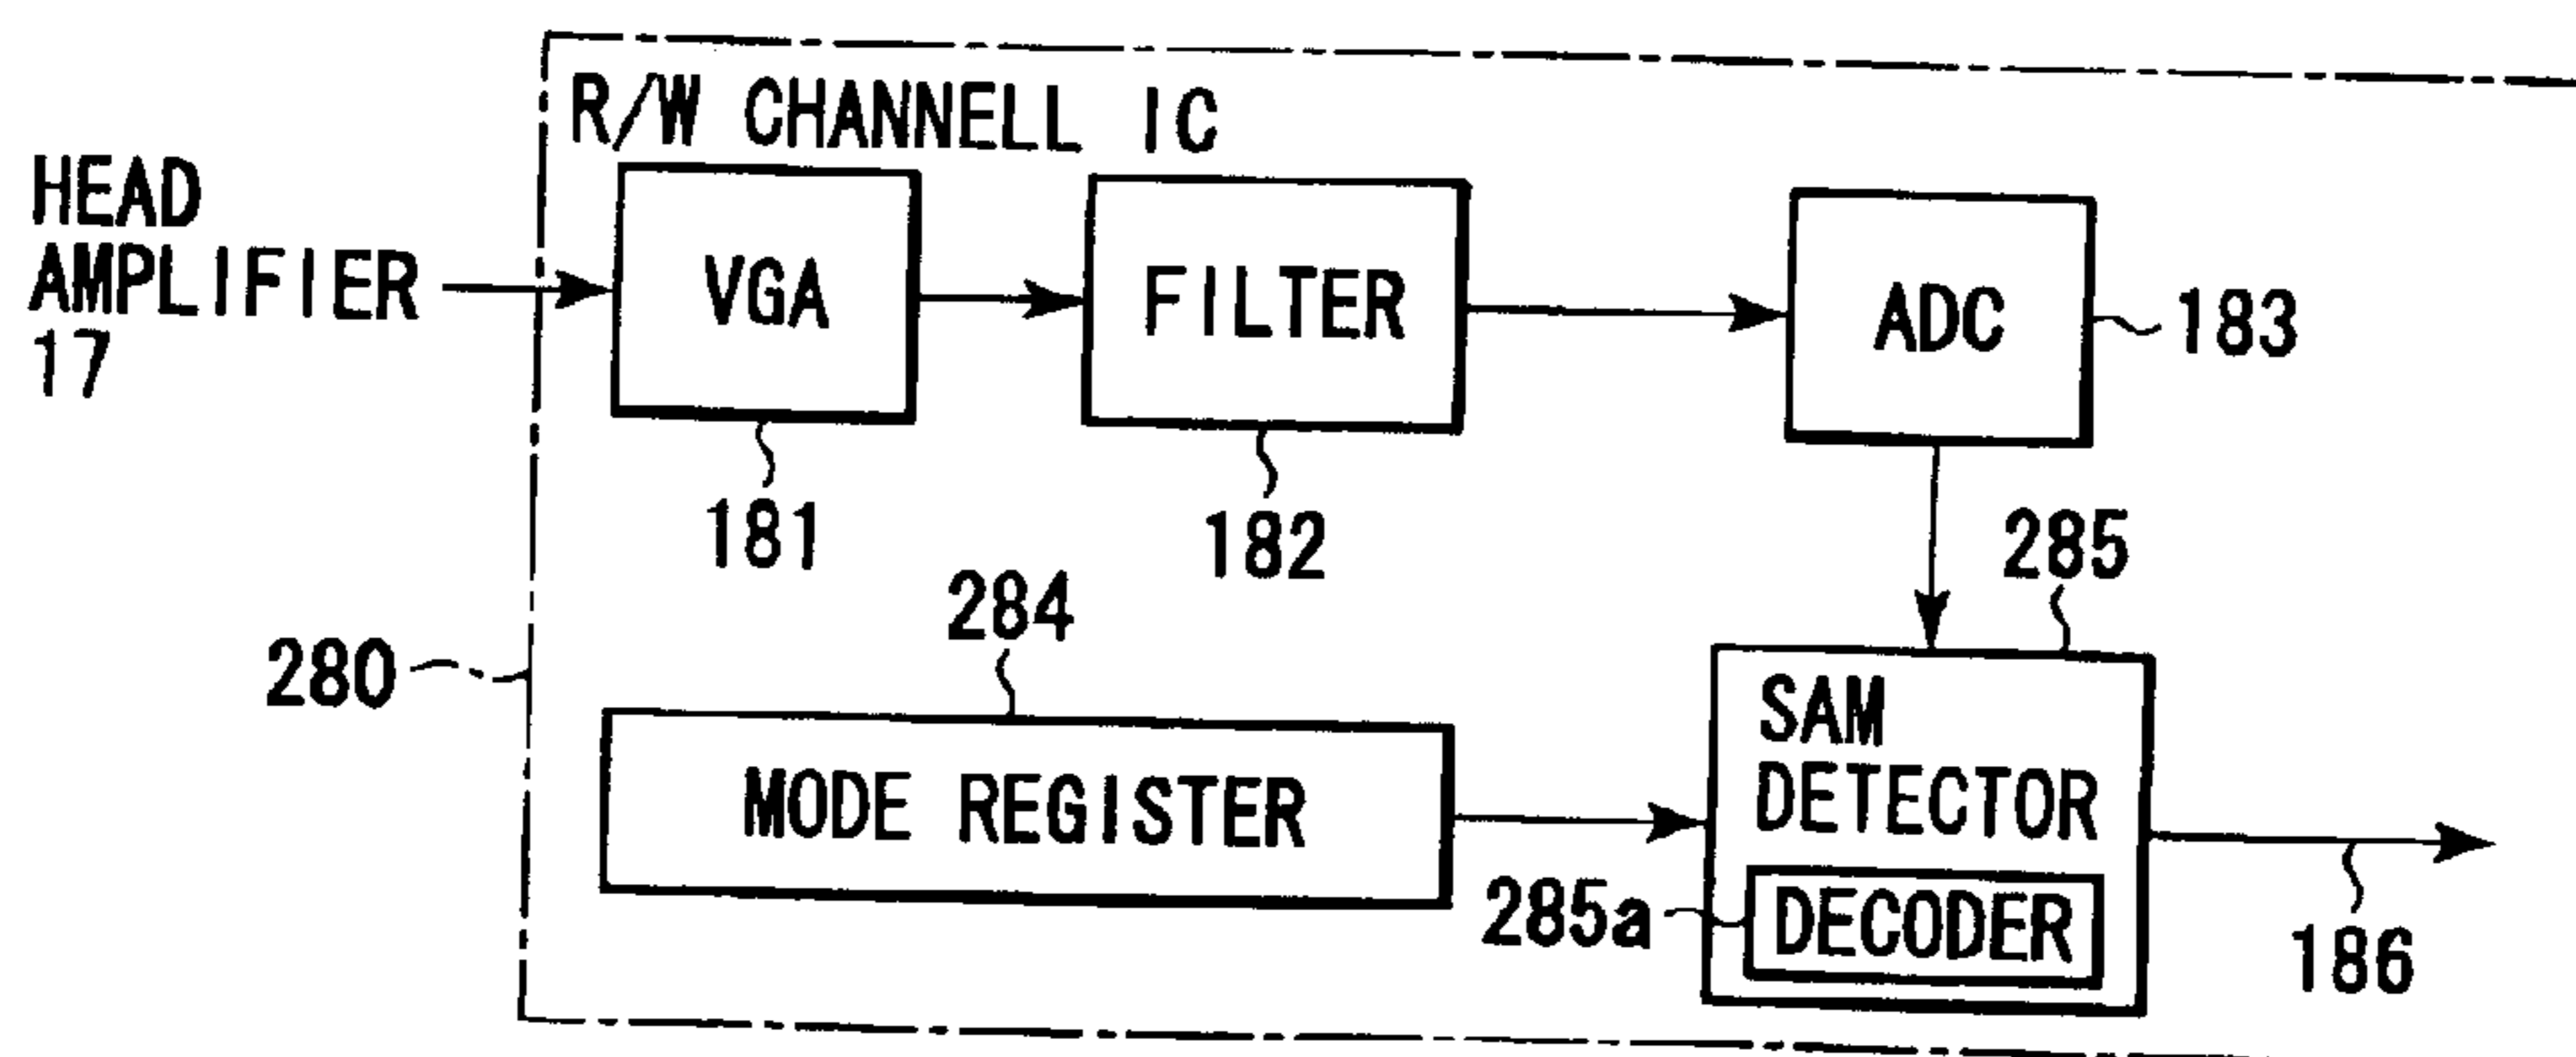 R/W CHANNELL IC
HEAD
AMPLIFIER
17
VGA
FILTER
ADC
183
181
182
285
284
280
SAM
DETECTOR
MODE REGISTER
285a
DECODER
186